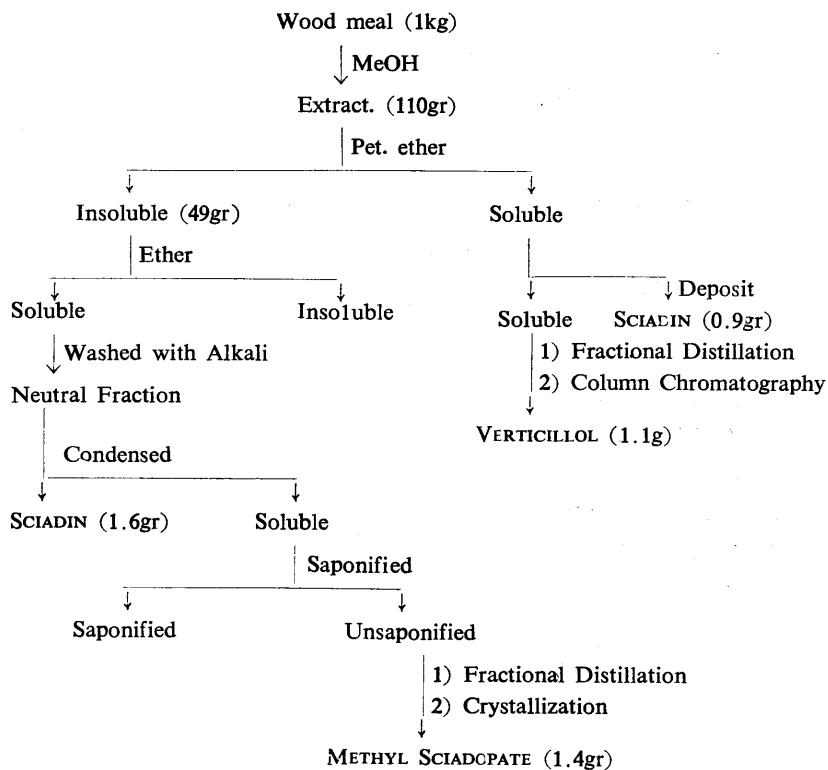 Wood meal (1kg)
MeOH
Extract. (110gr)
Pet. ether
Insoluble (49gr)
Soluble
Ether
Soluble
Insoluble
Deposit
Soluble
SCIADIN (0.9gr)
Washed with Alkali
1) Fractional Distillation
Neutral Fraction
2) Column Chromatography
VERTICILLOL (1.1g)
Condensed
SCIADIN (1.6gr)
Soluble
Saponified
Saponified
Unsaponified
1) Fractional Distillation
2) Crystallization
METHYL SCIADOPATE (1.4gr)